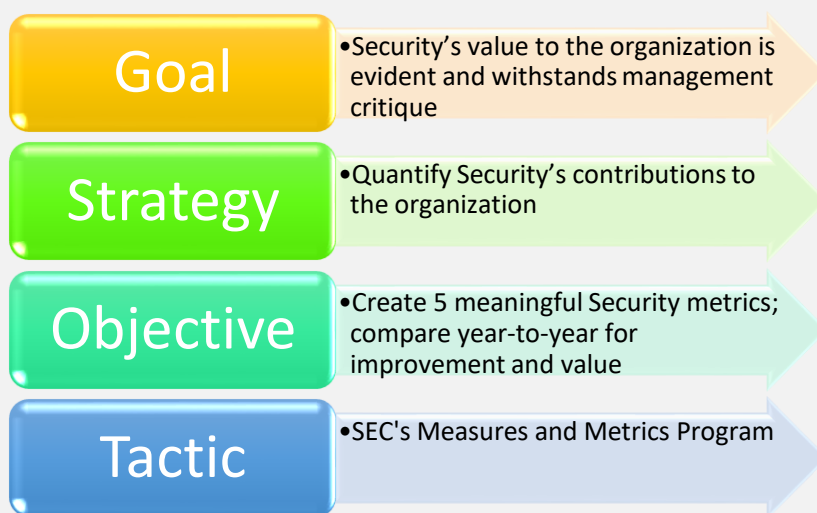 Goal
•Security’s value to the organization is
evident and withstands management
critique
Strategy
•Quantify Security’s contributions to
the organization
Objective
•Create 5 meaningful Security metrics;
compare year-to-year for
improvement and value
Tactic
•SEC's Measures and Metrics Program